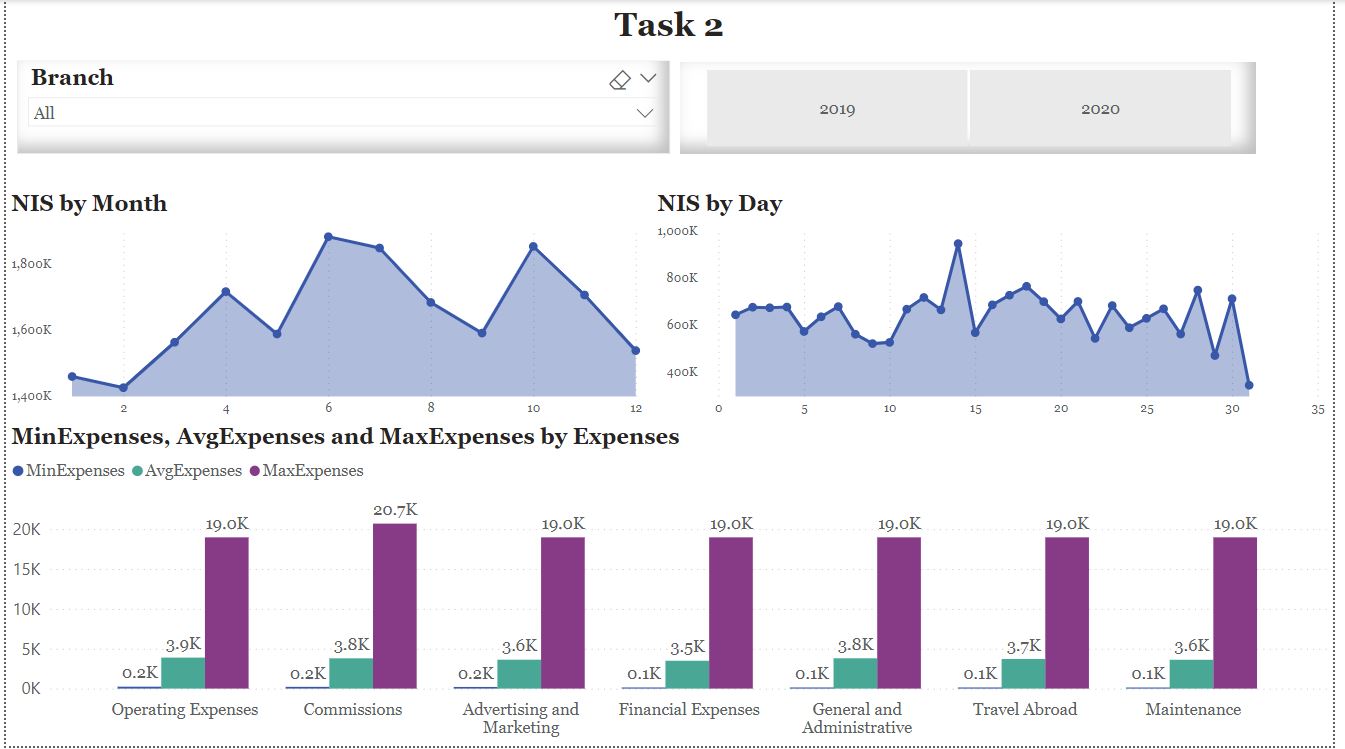 Task 2
Branch
All
2019
2020
NIS by Month
1,800K
1,600K
1,400K
2
4
6
8
10
12
NIS by Day
1,000K
800K
600K
400K
0
5
10
15
20
25
30
35
MinExpenses, AvgExpenses and MaxExpenses by Expenses
MinExpenses
AvgExpenses
MaxExpenses
20K
15K
10K
5K
0K
0.2K
3.9K
19.0K
0.2K
3.8K
20.7K
0.2K
3.6K
19.0K
0.1K
3.5K
19.0K
0.1K
3.8K
19.0K
0.1K
3.7K
19.0K
0.1K
3.6K
19.0K
Operating Expenses
Commissions
Advertising and
Marketing
Financial Expenses
General and
Administrative
Travel Abroad
Maintenance